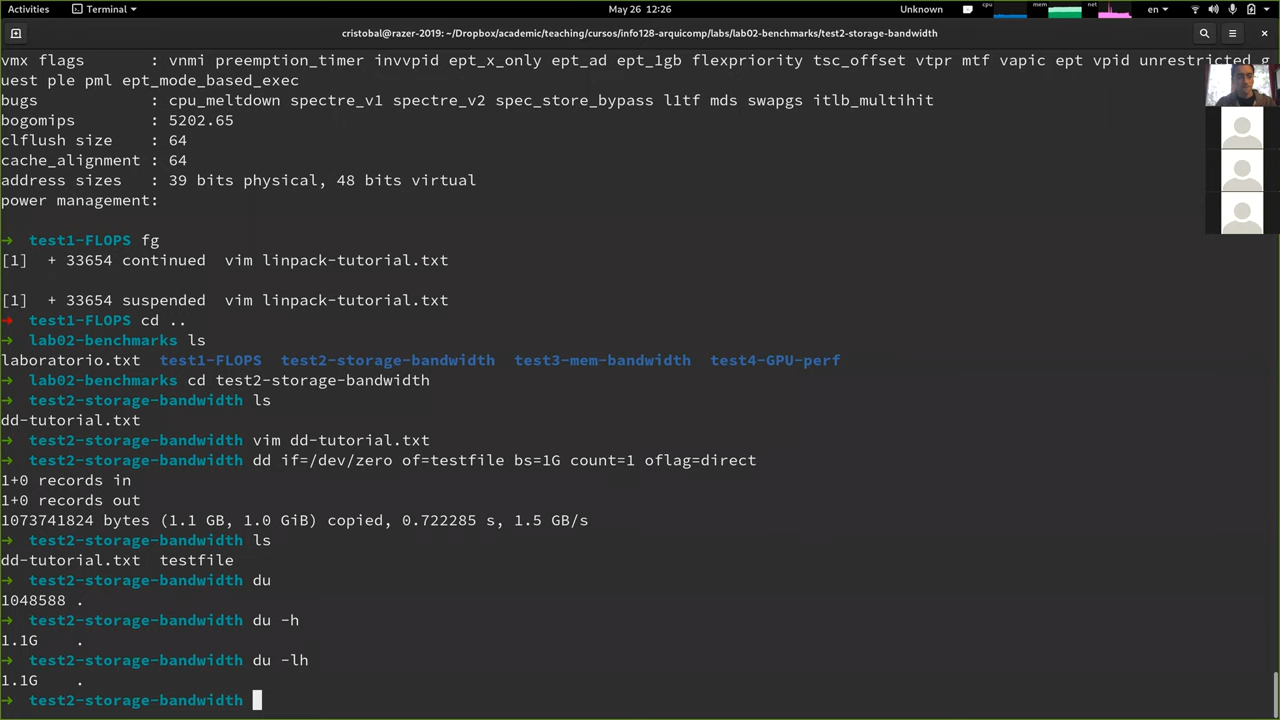 Activities Terminal May 26 12:26 Unknown cpu mem net en
cristobal@razer-2019: ~/Dropbox/academic/teaching/cursos/info128-arquicomp/labs/lab02-benchmarks/test2-storage-bandwidth
vmx flags : vnmi preemption_timer invvpid ept_x_only ept_ad ept_1gb flexpriority tsc_offset vtpr mtf vapic ept vpid unrestricted_g
uest ple pml ept_mode_based_exec
bugs : cpu_meltdown spectre_v1 spectre_v2 spec_store_bypass l1tf mds swapgs itlb_multihit
bogomips : 5202.65
clflush size : 64
cache_alignment : 64
address sizes : 39 bits physical, 48 bits virtual
power management:
→ test1-FLOPS fg
[1] + 33654 continued vim linpack-tutorial.txt
[1] + 33654 suspended vim linpack-tutorial.txt
→ test1-FLOPS cd ..
→ lab02-benchmarks ls
laboratorio.txt test1-FLOPS test2-storage-bandwidth test3-mem-bandwidth test4-GPU-perf
→ lab02-benchmarks cd test2-storage-bandwidth
→ test2-storage-bandwidth ls
dd-tutorial.txt
→ test2-storage-bandwidth vim dd-tutorial.txt
→ test2-storage-bandwidth dd if=/dev/zero of=testfile bs=1G count=1 oflag=direct
1+0 records in
1+0 records out
1073741824 bytes (1.1 GB, 1.0 GiB) copied, 0.722285 s, 1.5 GB/s
→ test2-storage-bandwidth ls
dd-tutorial.txt testfile
→ test2-storage-bandwidth du
1048588 .
→ test2-storage-bandwidth du -h
1.1G .
→ test2-storage-bandwidth du -lh
1.1G .
→ test2-storage-bandwidth